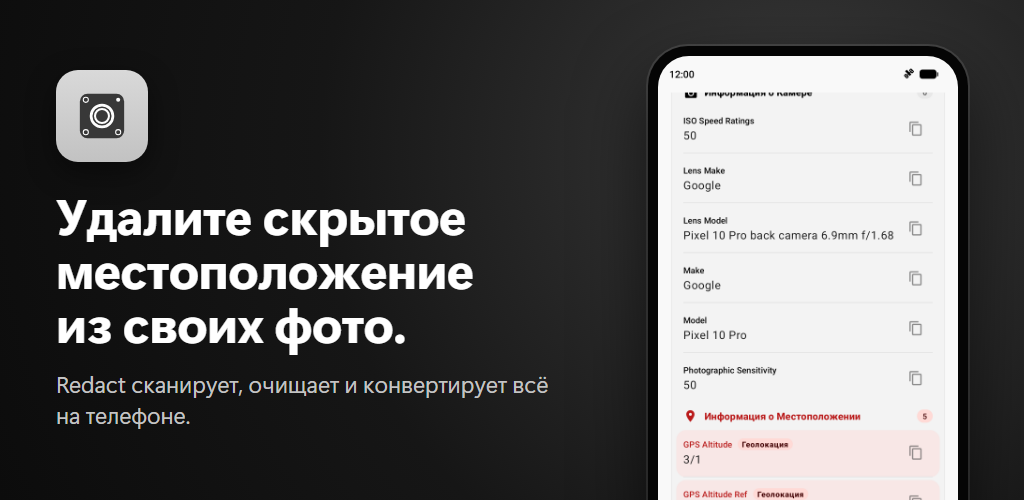 Удалите скрытое
местоположение
из своих фото.
Redact сканирует, очищает и конвертирует всё
на телефоне.
12:00
Информация о Камере
ISO Speed Ratings
50
Lens Make
Google
Lens Model
Pixel 10 Pro back camera 6.9mm f/1.68
Make
Google
Model
Pixel 10 Pro
Photographic Sensitivity
50
Информация о Местоположении 5
GPS Altitude Геолокация
3/1
GPS Altitude Ref Геолокация